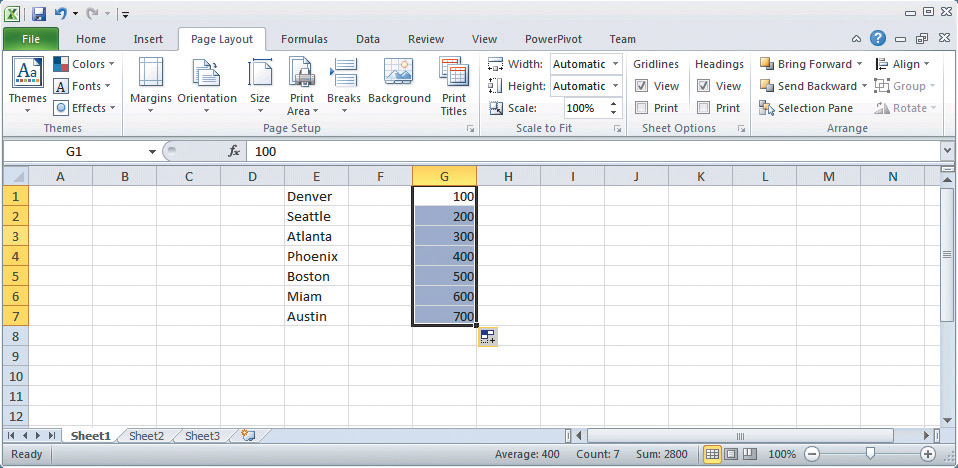 File Home Insert Page Layout Formulas Data Review View PowerPivot Team
Themes Colors Fonts Effects
Themes
Margins Orientation Size Print Area Breaks Background Print Titles
Page Setup
Width: Automatic
Height: Automatic
Scale: 100%
Scale to Fit
Gridlines Headings
View View
Print Print
Sheet Options
Bring Forward Align
Send Backward Group
Selection Pane Rotate
Arrange
G1 fx 100
A B C D E F G H I J K L M N
1 Denver 100
2 Seattle 200
3 Atlanta 300
4 Phoenix 400
5 Boston 500
6 Miam 600
7 Austin 700
8
9
10
11
12
Sheet1 Sheet2 Sheet3
Ready Average: 400 Count: 7 Sum: 2800 100%